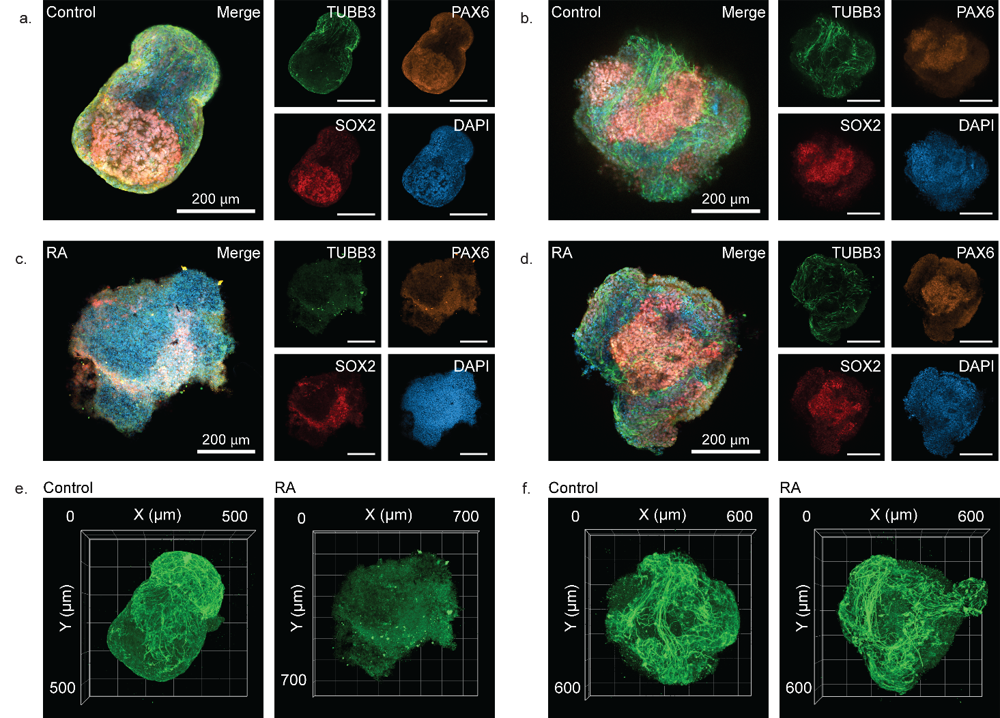 a.
Control
Merge
TUBB3
PAX6
SOX2
DAPI
200 µm
b.
Control
Merge
TUBB3
PAX6
SOX2
DAPI
200 µm
c.
RA
Merge
TUBB3
PAX6
SOX2
DAPI
200 µm
d.
RA
Merge
TUBB3
PAX6
SOX2
DAPI
200 µm
e.
Control
0
X (µm)
500
Y (µm)
500
RA
0
X (µm)
700
Y (µm)
700
f.
Control
0
X (µm)
600
Y (µm)
600
RA
0
X (µm)
600
Y (µm)
600